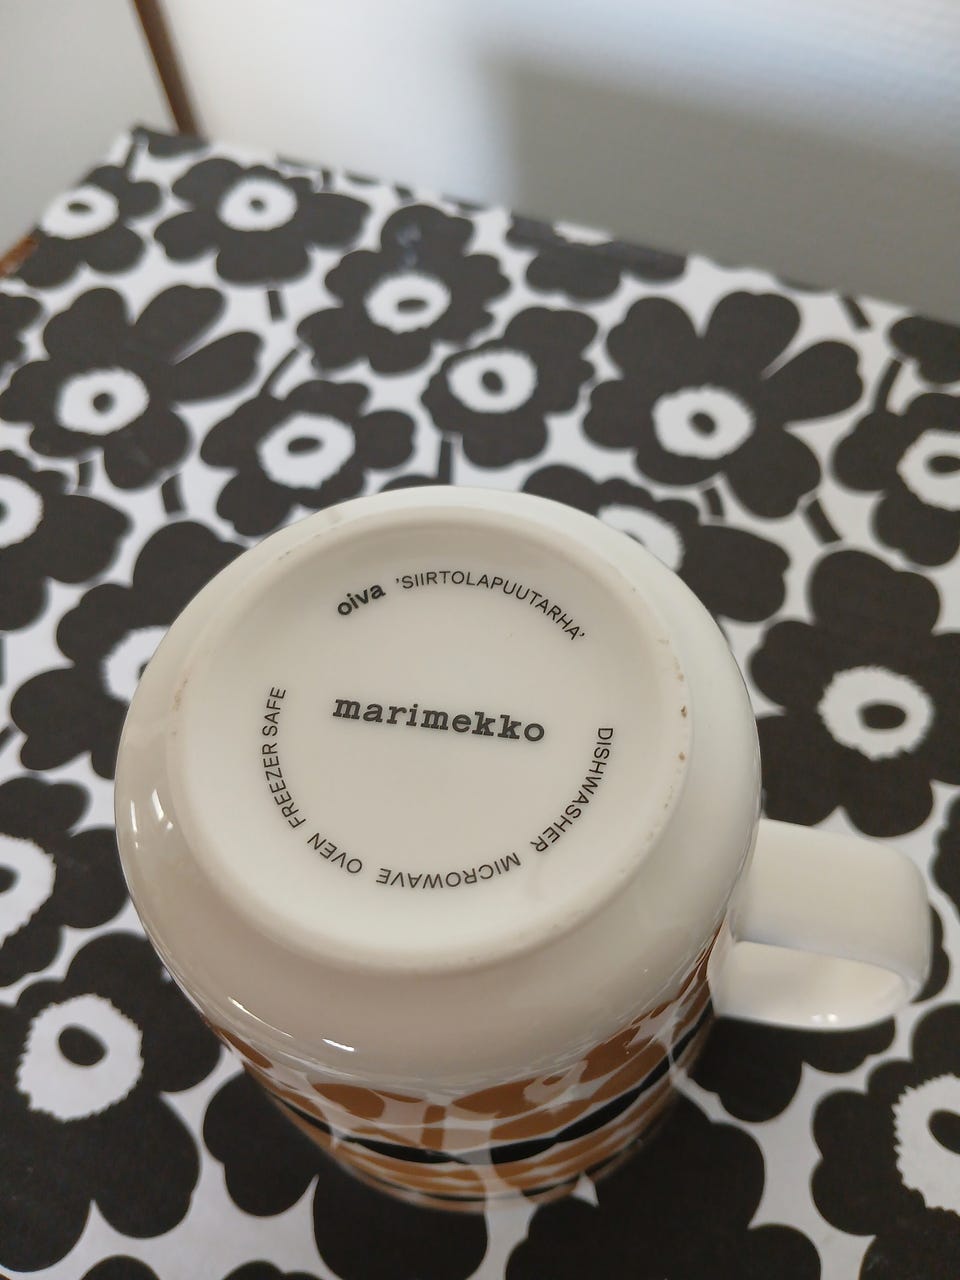 oiva 'SIIRTOLAPUUTARHA'
marimekko
DISHWASHER MICROWAVE OVEN FREEZER SAFE